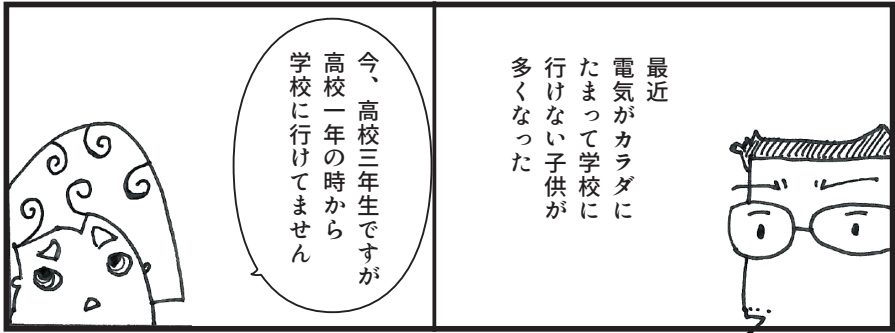 最近
電気がカラダに
たまって学校に
行けない子供が
多くなった
今、高校三年生ですが
高校一年の時から
学校に行けてません